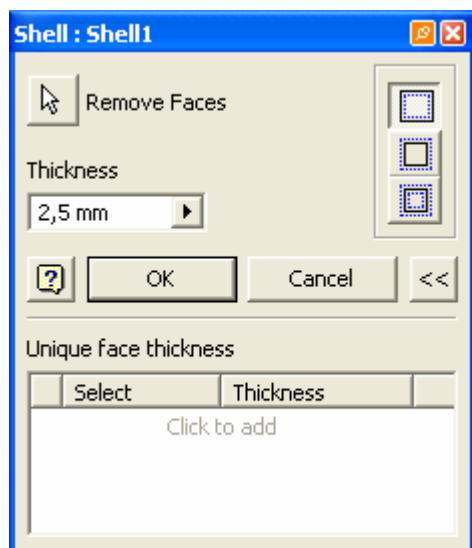 Shell : Shell1
Remove Faces
Thickness
2,5 mm
OK Cancel <<
Unique face thickness
Select Thickness
Click to add